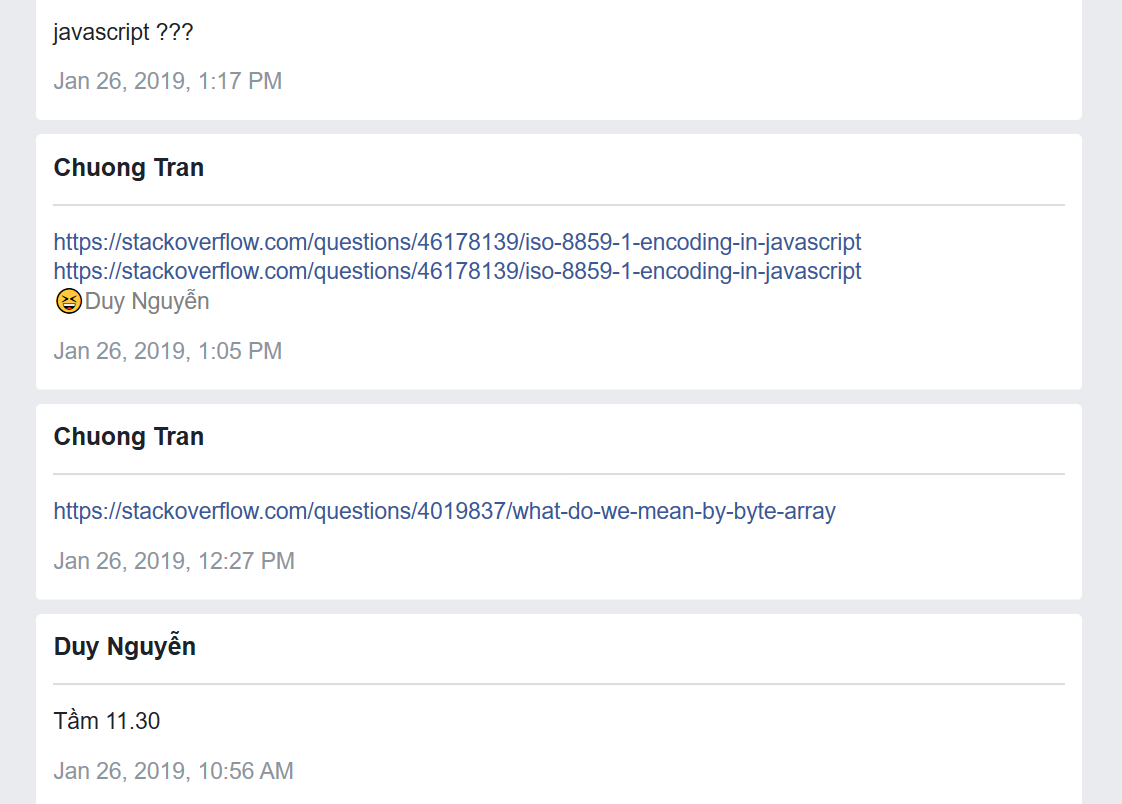 javascript ???
Jan 26, 2019, 1:17 PM
Chuong Tran
https://stackoverflow.com/questions/46178139/iso-8859-1-encoding-in-javascript
https://stackoverflow.com/questions/46178139/iso-8859-1-encoding-in-javascript
😆Duy Nguyễn
Jan 26, 2019, 1:05 PM
Chuong Tran
https://stackoverflow.com/questions/4019837/what-do-we-mean-by-byte-array
Jan 26, 2019, 12:27 PM
Duy Nguyễn
Tầm 11.30
Jan 26, 2019, 10:56 AM